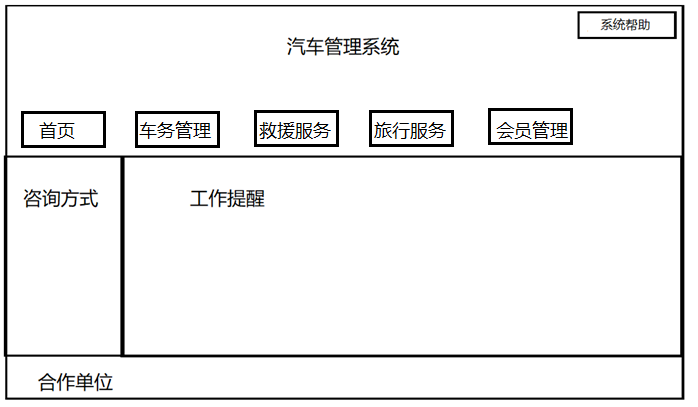 系统帮助
汽车管理系统
首页 车务管理 救援服务 旅行服务 会员管理
咨询方式 工作提醒
合作单位